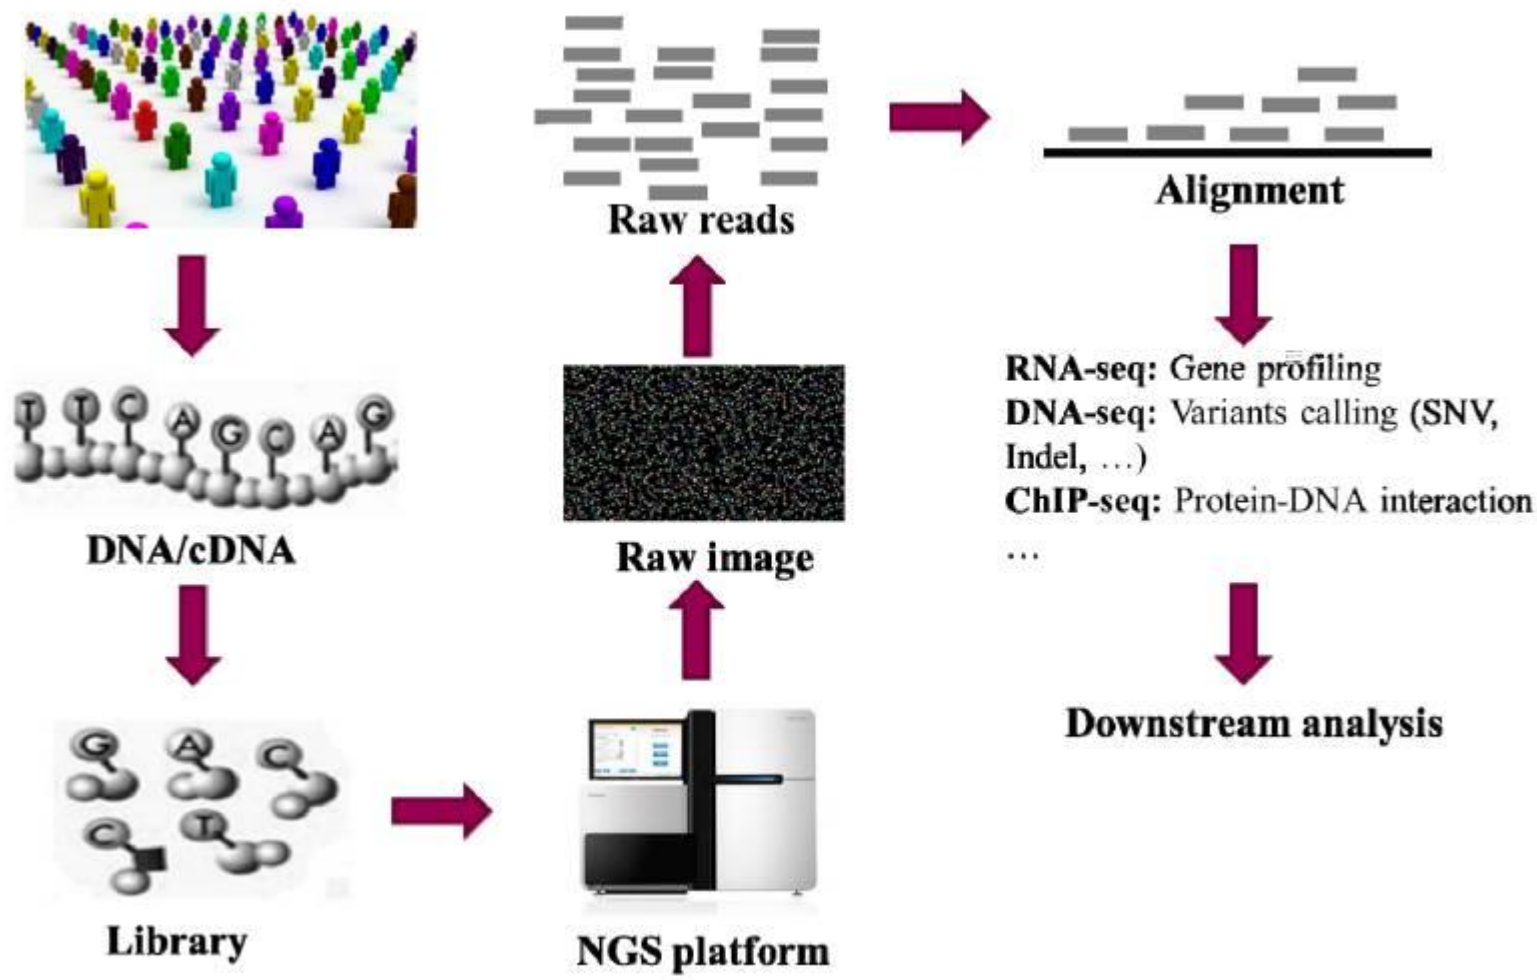 T T C A G C A G
DNA/cDNA
G A C
C T
Library
NGS platform
Raw image
Raw reads
Alignment
RNA-seq: Gene profiling
DNA-seq: Variants calling (SNV,
Indel, ...)
ChIP-seq: Protein-DNA interaction
...
Downstream analysis